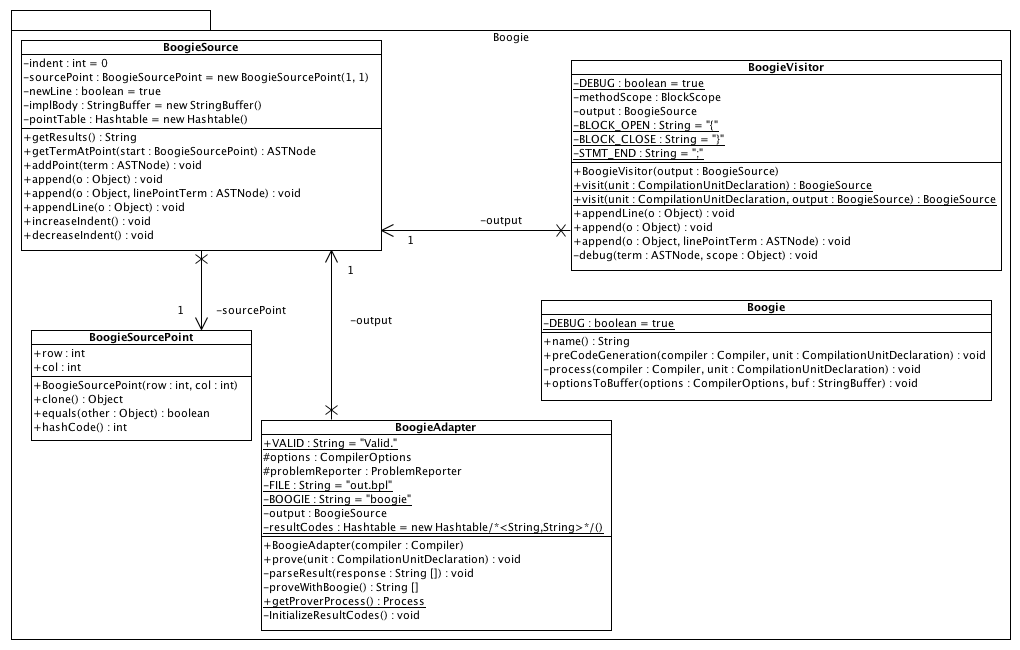 Boogie
BoogieSource
-indent : int = 0
-sourcePoint : BoogieSourcePoint = new BoogieSourcePoint(1, 1)
-newLine : boolean = true
-implBody : StringBuffer = new StringBuffer()
-pointTable : Hashtable = new Hashtable()
+getResults() : String
+getTermAtPoint(start : BoogieSourcePoint) : ASTNode
+addPoint(term : ASTNode) : void
+append(o : Object) : void
+append(o : Object, linePointTerm : ASTNode) : void
+appendLine(o : Object) : void
+increaseIndent() : void
+decreaseIndent() : void
BoogieVisitor
-DEBUG : boolean = true
-methodScope : BlockScope
-output : BoogieSource
-BLOCK_OPEN : String = "{"
-BLOCK_CLOSE : String = "}"
-STMT_END : String = ";"
+BoogieVisitor(output : BoogieSource)
+visit(unit : CompilationUnitDeclaration) : BoogieSource
+visit(unit : CompilationUnitDeclaration, output : BoogieSource) : BoogieSource
+appendLine(o : Object) : void
+append(o : Object) : void
+append(o : Object, linePointTerm : ASTNode) : void
-debug(term : ASTNode, scope : Object) : void
-output
1
1
1
-sourcePoint
-output
BoogieSourcePoint
+row : int
+col : int
+BoogieSourcePoint(row : int, col : int)
+clone() : Object
+equals(other : Object) : boolean
+hashCode() : int
Boogie
-DEBUG : boolean = true
+name() : String
+preCodeGeneration(compiler : Compiler, unit : CompilationUnitDeclaration) : void
-process(compiler : Compiler, unit : CompilationUnitDeclaration) : void
+optionsToBuffer(options : CompilerOptions, buf : StringBuffer) : void
BoogieAdapter
+VALID : String = "Valid."
#options : CompilerOptions
#problemReporter : ProblemReporter
-FILE : String = "out.bpl"
-BOOGIE : String = "boogie"
-output : BoogieSource
-resultCodes : Hashtable = new Hashtable/*<String,String>*/()
+BoogieAdapter(compiler : Compiler)
+prove(unit : CompilationUnitDeclaration) : void
-parseResult(response : String []) : void
-proveWithBoogie() : String []
+getProverProcess() : Process
-InitializeResultCodes() : void